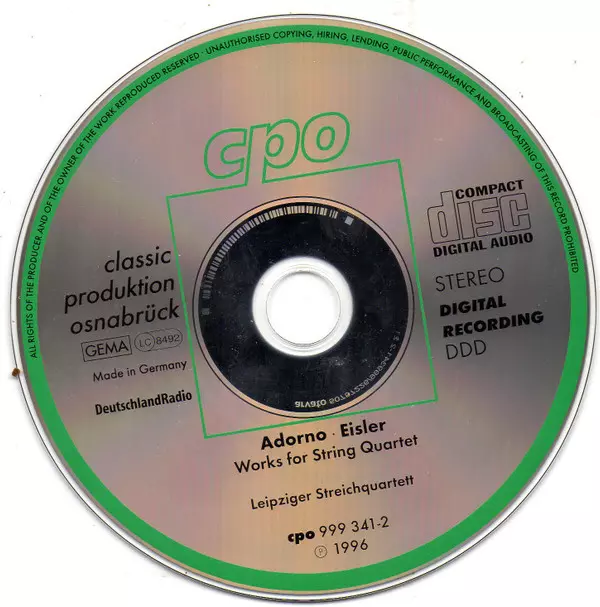 ALL RIGHTS OF THE PRODUCER AND OF THE OWNER OF THE WORK REPRODUCED RESERVED · UNAUTHORISED COPYING, HIRING, LENDING, PUBLIC PERFORMANCE AND BROADCASTING OF THIS RECORD PROHIBITED
cpo
COMPACT
disc
DIGITAL AUDIO
classic
produktion
osnabrück
GEMA LC 8492
Made in Germany
DeutschlandRadio
STEREO
DIGITAL
RECORDING
DDD
arvato
Adorno · Eisler
Works for String Quartet
Leipziger Streichquartett
cpo 999 341-2
℗ 1996